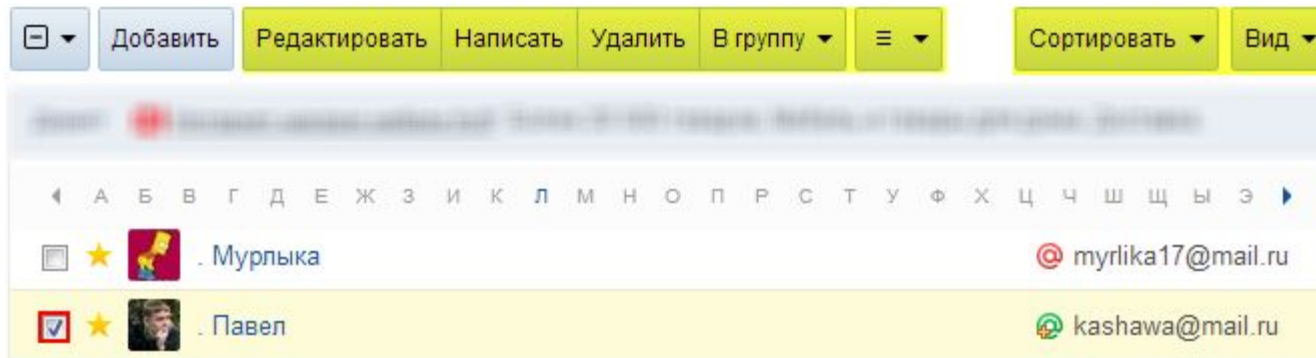 Добавить Редактировать Написать Удалить В группу Сортировать Вид
А Б В Г Д Е Ж З И К Л М Н О П Р С Т У Ф Х Ц Ч Ш Щ Ы Э
. Мурлыка myrlika17@mail.ru
. Павел kashawa@mail.ru